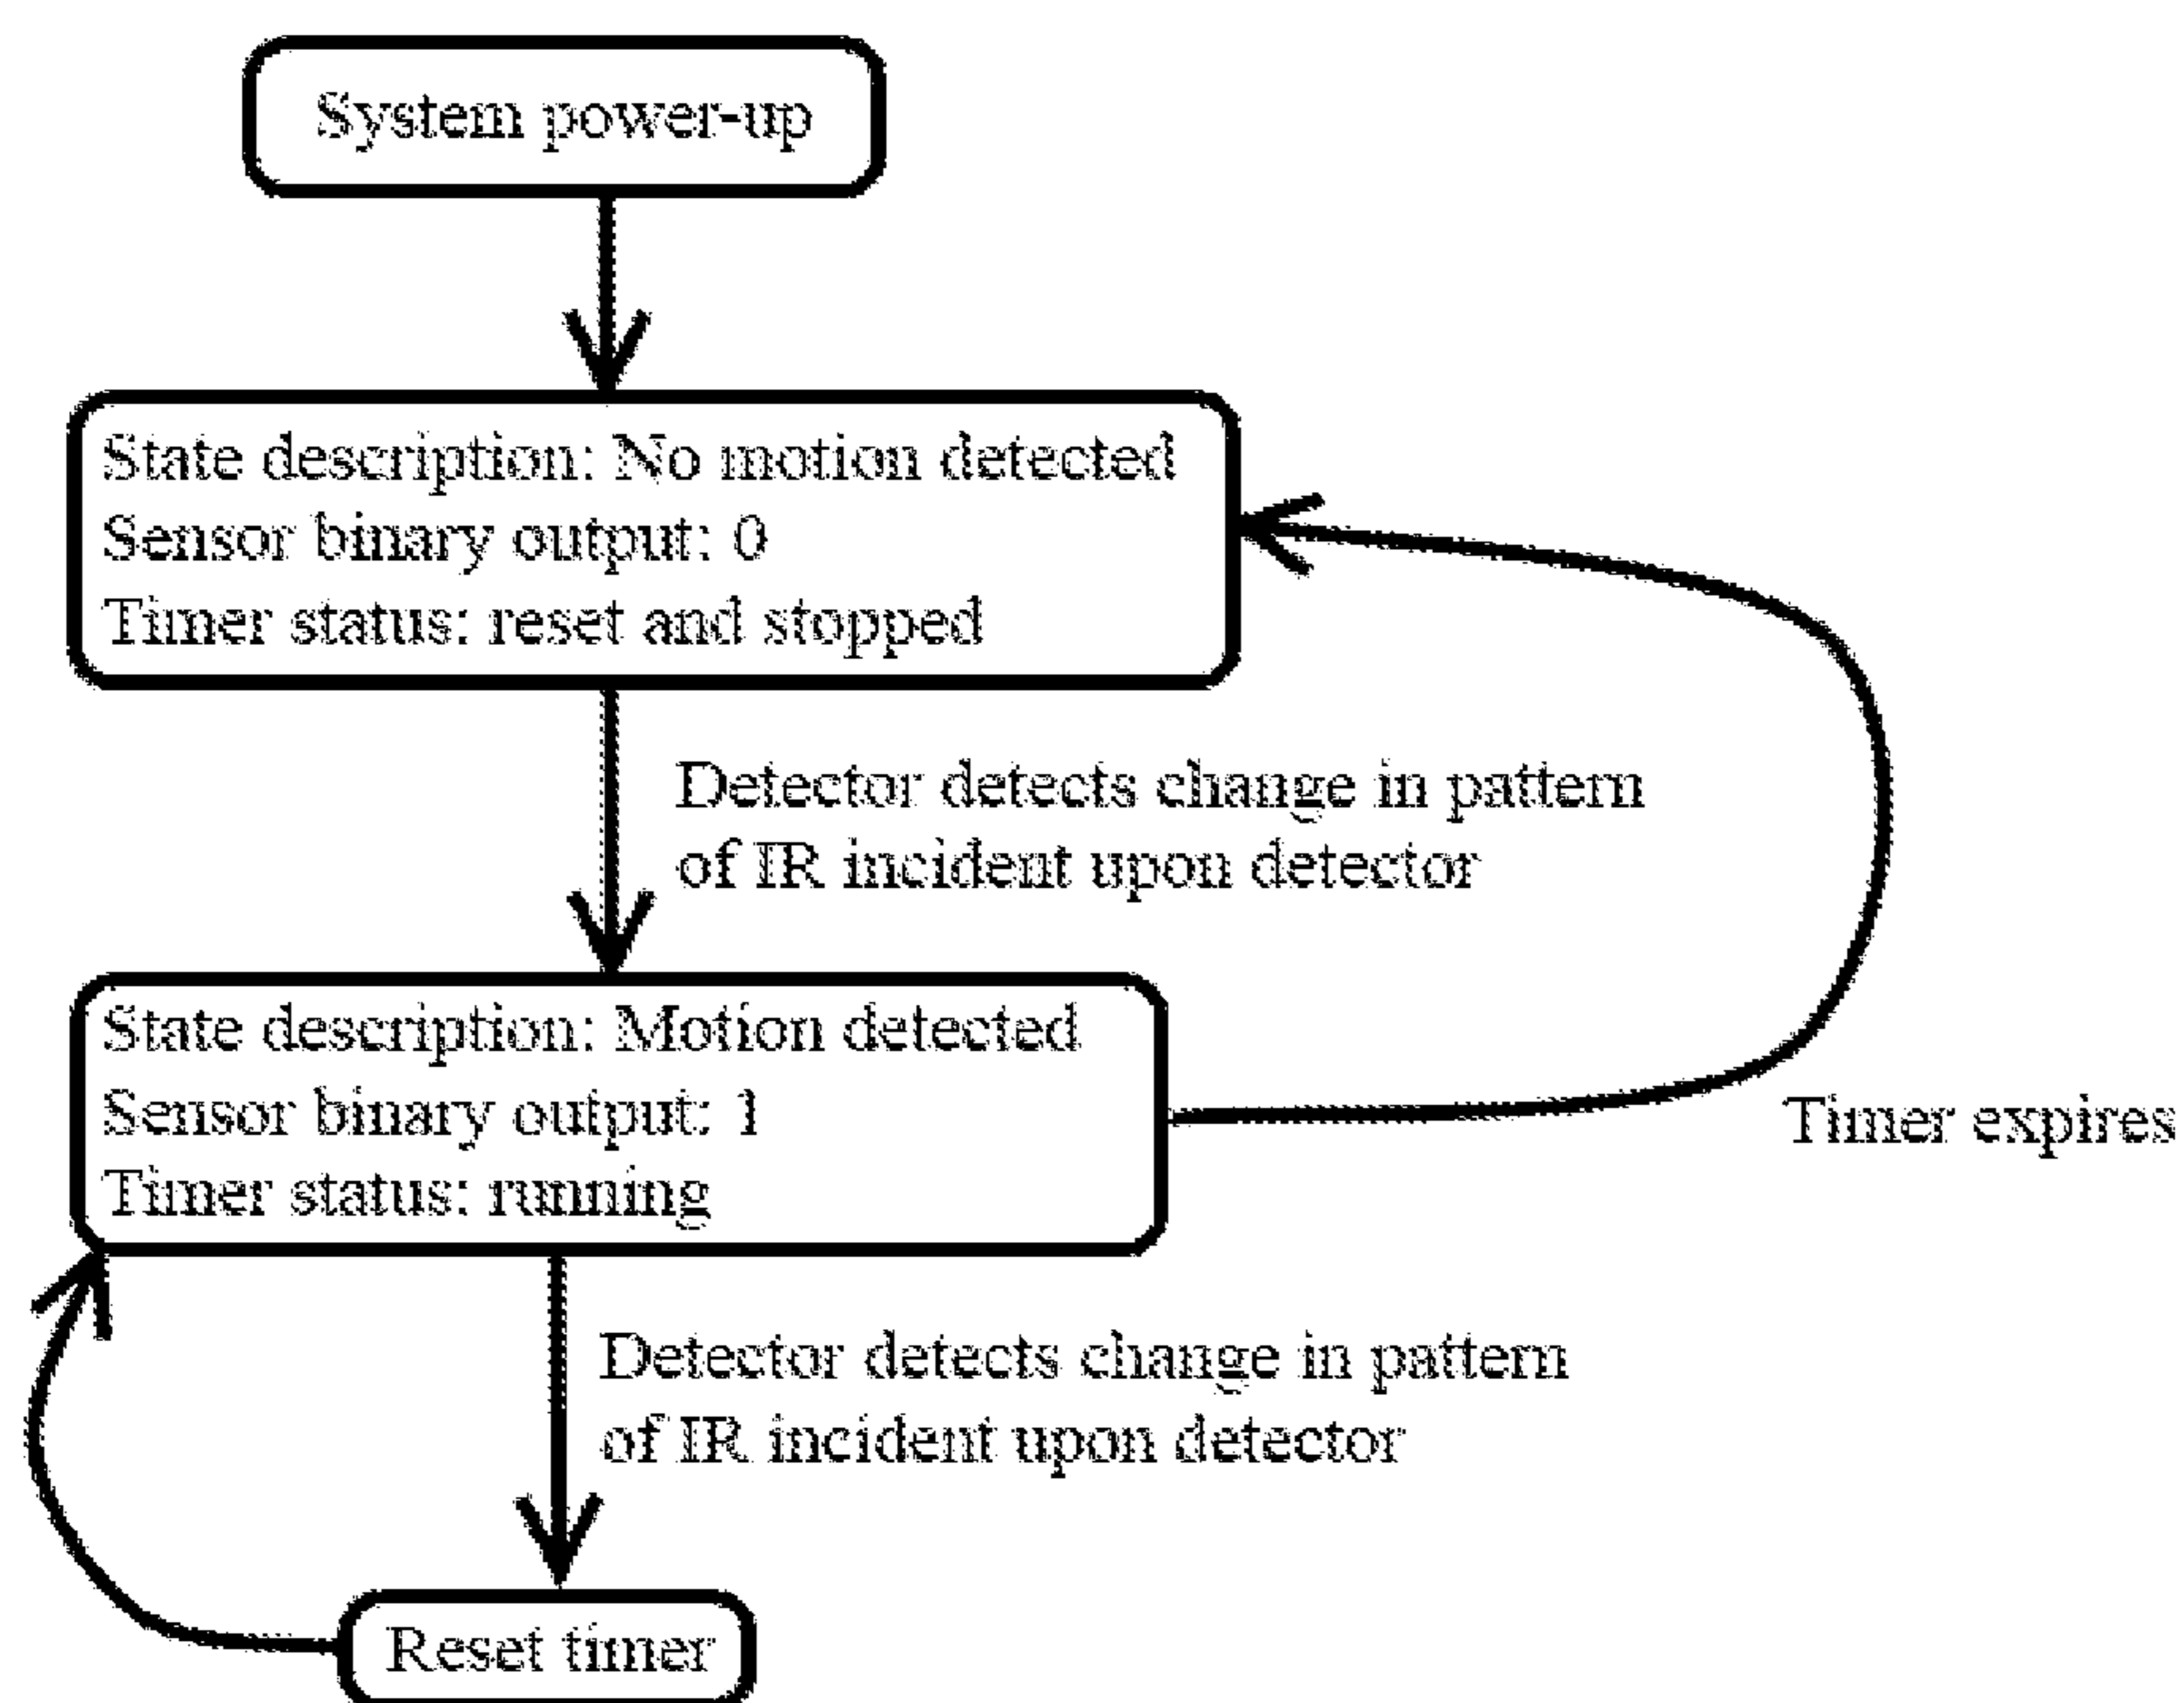 System power-up
State description: No motion detected
Sensor binary output: 0
Timer status: reset and stopped
Detector detects change in pattern
of IR incident upon detector
State description: Motion detected
Sensor binary output: 1
Timer status: running
Timer expires
Detector detects change in pattern
of IR incident upon detector
Reset timer